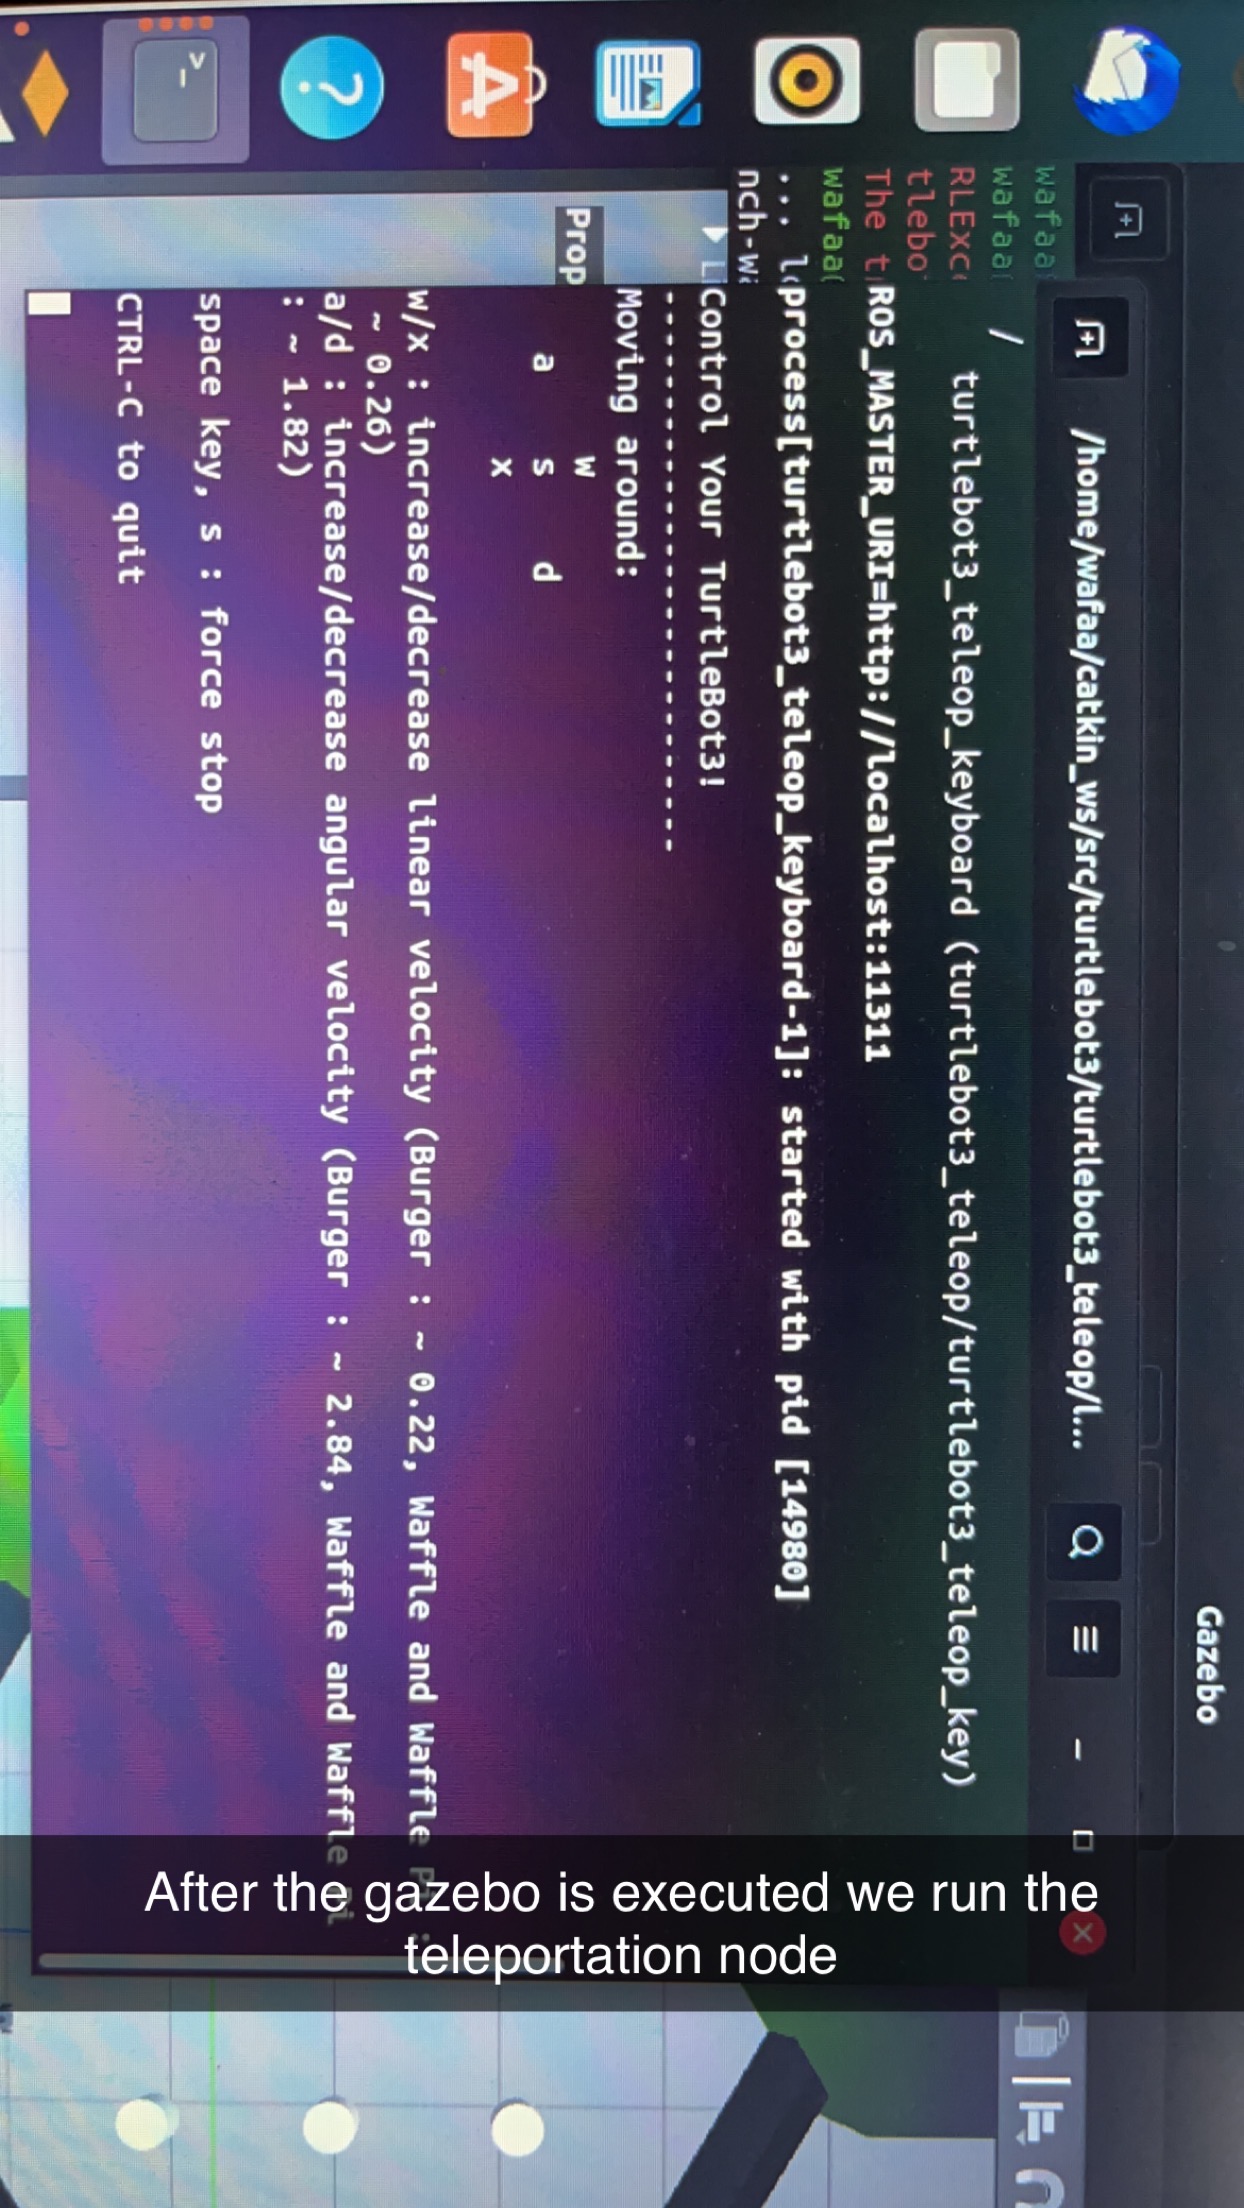 Gazebo
/home/wafaa/catkin_ws/src/turtlebot3/turtlebot3_teleop/l...
wafaa
wafaa
RLExc
tlebo
The t
wafaa
... l
nch-w
Prop
/
turtlebot3_teleop_keyboard (turtlebot3_teleop/turtlebot3_teleop_key)
ROS_MASTER_URI=http://localhost:11311
process[turtlebot3_teleop_keyboard-1]: started with pid [14980]
Control Your TurtleBot3!
---------------------------
Moving around:
w
a s d
x
w/x : increase/decrease linear velocity (Burger : ~ 0.22, Waffle and Waffle Pi :
~ 0.26)
a/d : increase/decrease angular velocity (Burger : ~ 2.84, Waffle and Waffle Pi
: ~ 1.82)
space key, s : force stop
CTRL-C to quit
After the gazebo is executed we run the
teleportation node